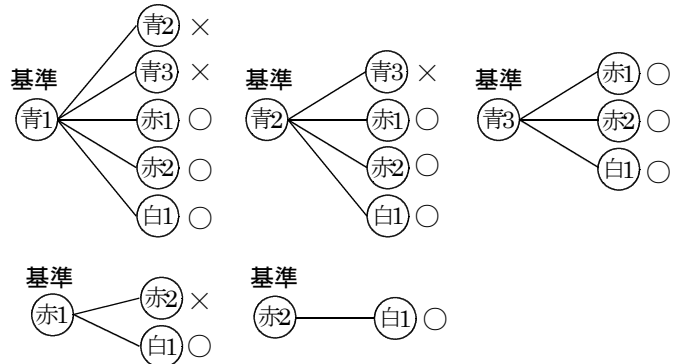 青2 ×
基準 青3 × 基準 青3 × 基準 赤1 ○
青1 赤1 ○ 青2 赤1 ○ 青3 赤2 ○
赤2 ○ 赤2 ○ 白1 ○
白1 ○ 白1 ○
基準 赤2 × 基準
赤1 白1 ○ 赤2 白1 ○